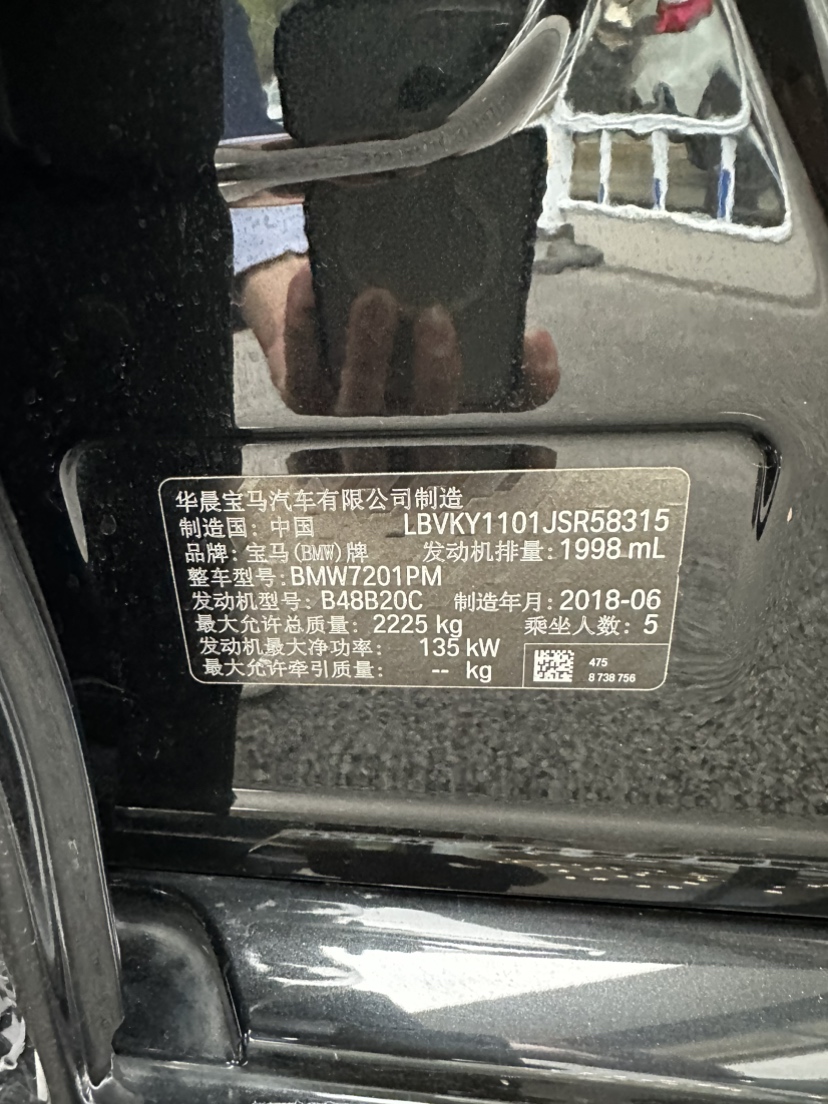 华晨宝马汽车有限公司制造
制造国: 中国 LBVKY1101JSR58315
品牌: 宝马(BMW)牌 发动机排量: 1998 mL
整车型号: BMW7201PM
发动机型号: B48B20C 制造年月: 2018-06
最大允许总质量: 2225 kg 乘坐人数: 5
发动机最大净功率: 135 kW
最大允许牵引质量: -- kg
475
8 738 756